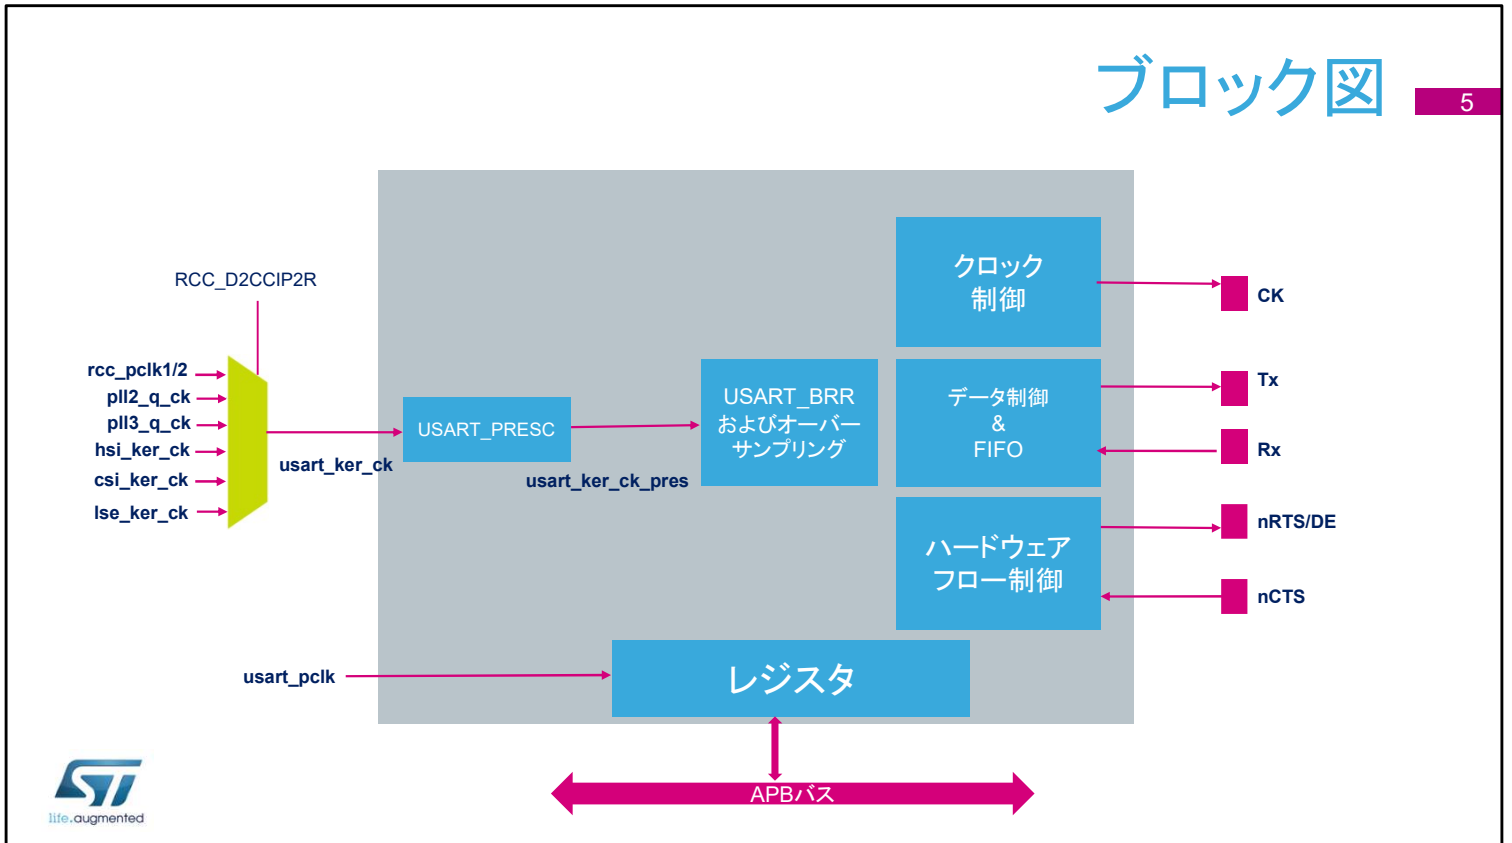 ブロック図
5
RCC_D2CCIP2R
rcc_pclk1/2
pll2_q_ck
pll3_q_ck
hsi_ker_ck
csi_ker_ck
lse_ker_ck
usart_ker_ck
USART_PRESC
usart_ker_ck_pres
USART_BRR
およびオーバー
サンプリング
クロック
制御
データ制御
&
FIFO
ハードウェア
フロー制御
CK
Tx
Rx
nRTS/DE
nCTS
usart_pclk
レジスタ
APBバス
ST
life.augmented